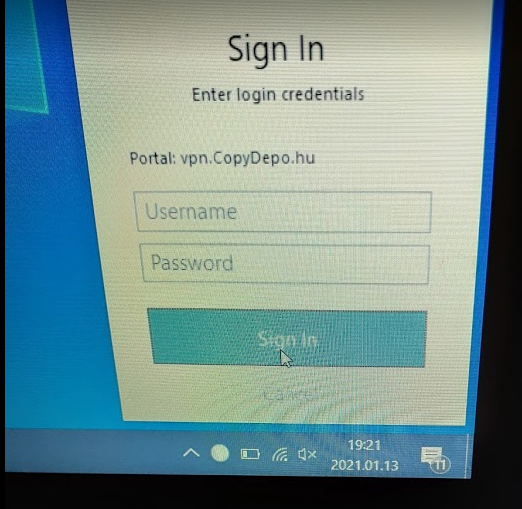 Sign In
Enter login credentials
Portal: vpn.CopyDepo.hu
Username
Password
Sign In
Cancel
19:21
2021.01.13
11